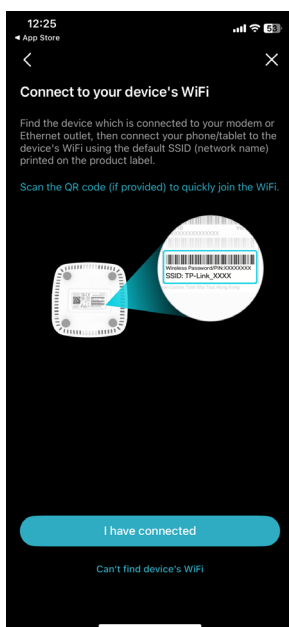 12:25
53
◀ App Store
Connect to your device's WiFi
Find the device which is connected to your modem or
Ethernet outlet, then connect your phone/tablet to the
device's WiFi using the default SSID (network name)
printed on the product label.
Scan the QR code (if provided) to quickly join the WiFi.
XXXXXXXXXXXXX
Wireless Password/PIN:XXXXXXXX
SSID: TP-Link_XXXX
I have connected
Can't find device's WiFi